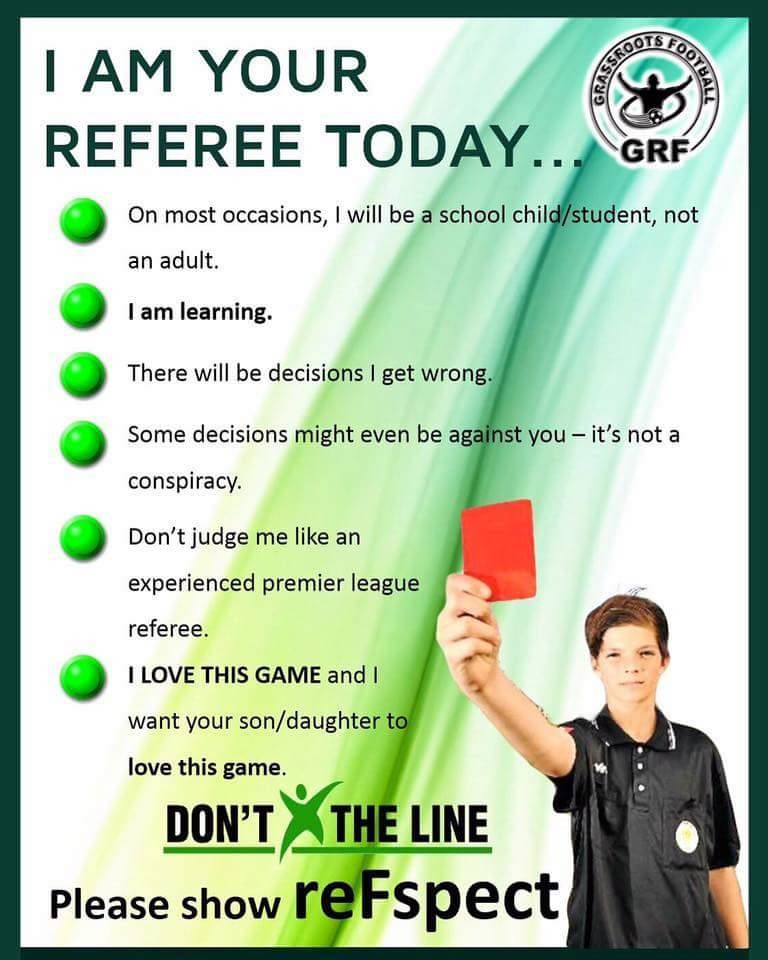 I AM YOUR
REFEREE TODAY...
GRASSROOTS FOOTBALL
GRF
On most occasions, I will be a school child/student, not
an adult.
I am learning.
There will be decisions I get wrong.
Some decisions might even be against you – it’s not a
conspiracy.
Don’t judge me like an
experienced premier league
referee.
I LOVE THIS GAME and I
want your son/daughter to
love this game.
DON'T X THE LINE
Please show reFspect